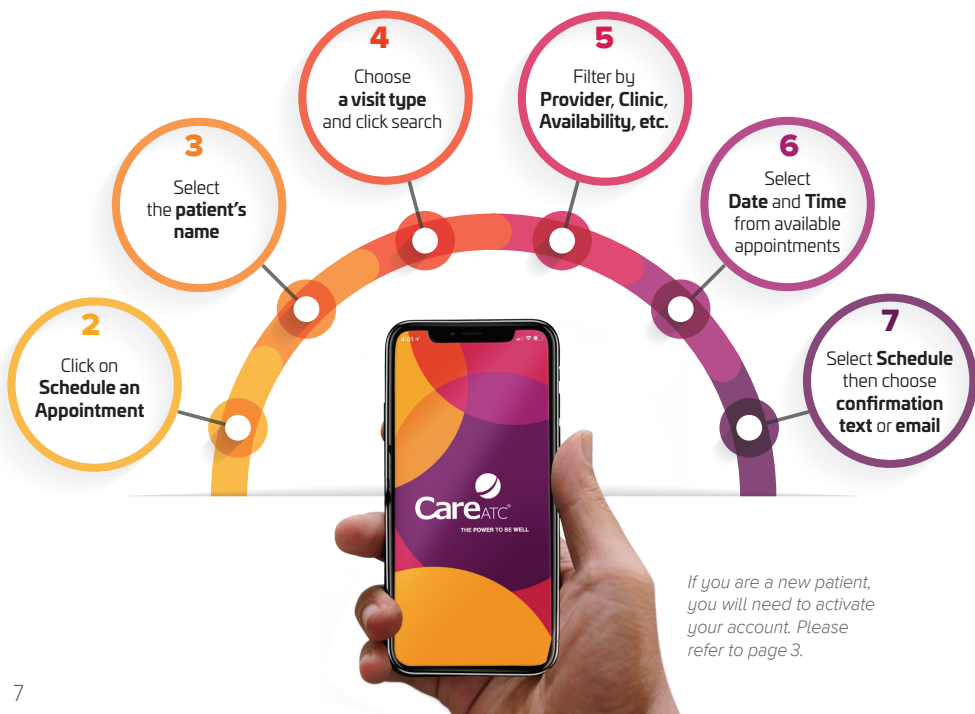 2
Click on
Schedule an
Appointment
3
Select
the patient's
name
4
Choose
a visit type
and click search
5
Filter by
Provider, Clinic,
Availability, etc.
6
Select
Date and Time
from available
appointments
7
Select Schedule
then choose
confirmation
text or email
4:01
CareATC®
THE POWER TO BE WELL
If you are a new patient,
you will need to activate
your account. Please
refer to page 3.
7